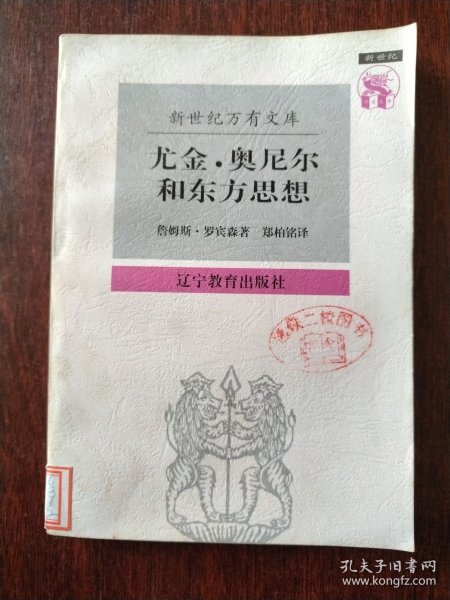 新世纪
新世纪万有文库
尤金·奥尼尔
和东方思想
詹姆斯·罗宾森著 郑柏铭译
辽宁教育出版社
孔夫子旧书网
www.kongfz.com